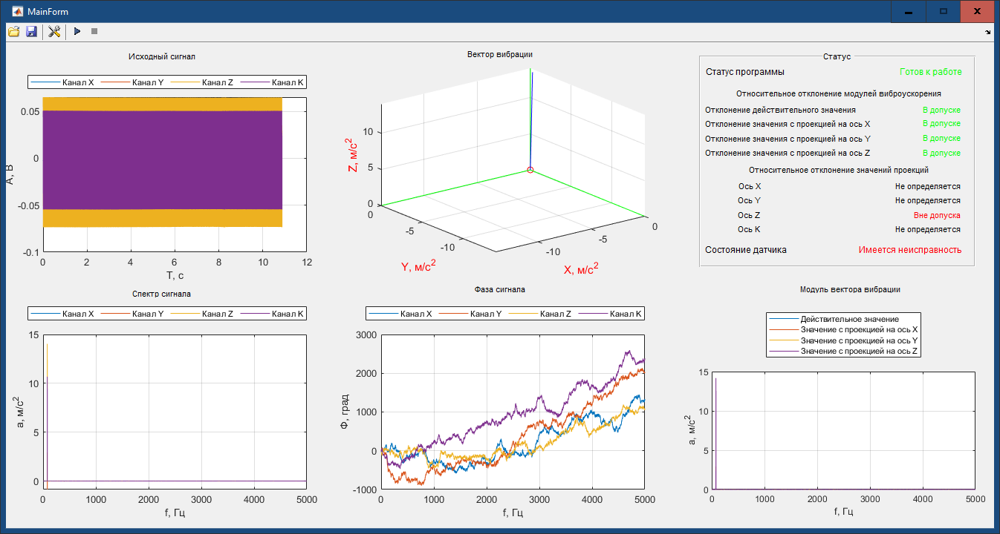 MainForm
Исходный сигнал
Канал X Канал Y Канал Z Канал K
0.05
0
-0.05
-0.1
А, В
0 2 4 6 8 10 12
Т, с
Вектор вибрации
Z, м/с2
10
5
0
0
-5
-10
Y, м/с2
0
-5
-10
X, м/с2
Статус
Статус программы Готов к работе
Относительное отклонение модулей виброускорения
Отклонение действительного значения В допуске
Отклонение значения с проекцией на ось X В допуске
Отклонение значения с проекцией на ось Y В допуске
Отклонение значения с проекцией на ось Z В допуске
Относительное отклонение значений проекций
Ось X Не определяется
Ось Y Не определяется
Ось Z Вне допуска
Ось K Не определяется
Состояние датчика Имеется неисправность
Спектр сигнала
Канал X Канал Y Канал Z Канал K
15
10
5
0
а, м/с2
0 1000 2000 3000 4000 5000
f, Гц
Фаза сигнала
Канал X Канал Y Канал Z Канал K
3000
2000
1000
0
-1000
Ф, град
0 1000 2000 3000 4000 5000
f, Гц
Модуль вектора вибрации
Действительное значение
Значение с проекцией на ось X
Значение с проекцией на ось Y
Значение с проекцией на ось Z
15
10
5
0
а, м/с2
0 1000 2000 3000 4000 5000
f, Гц